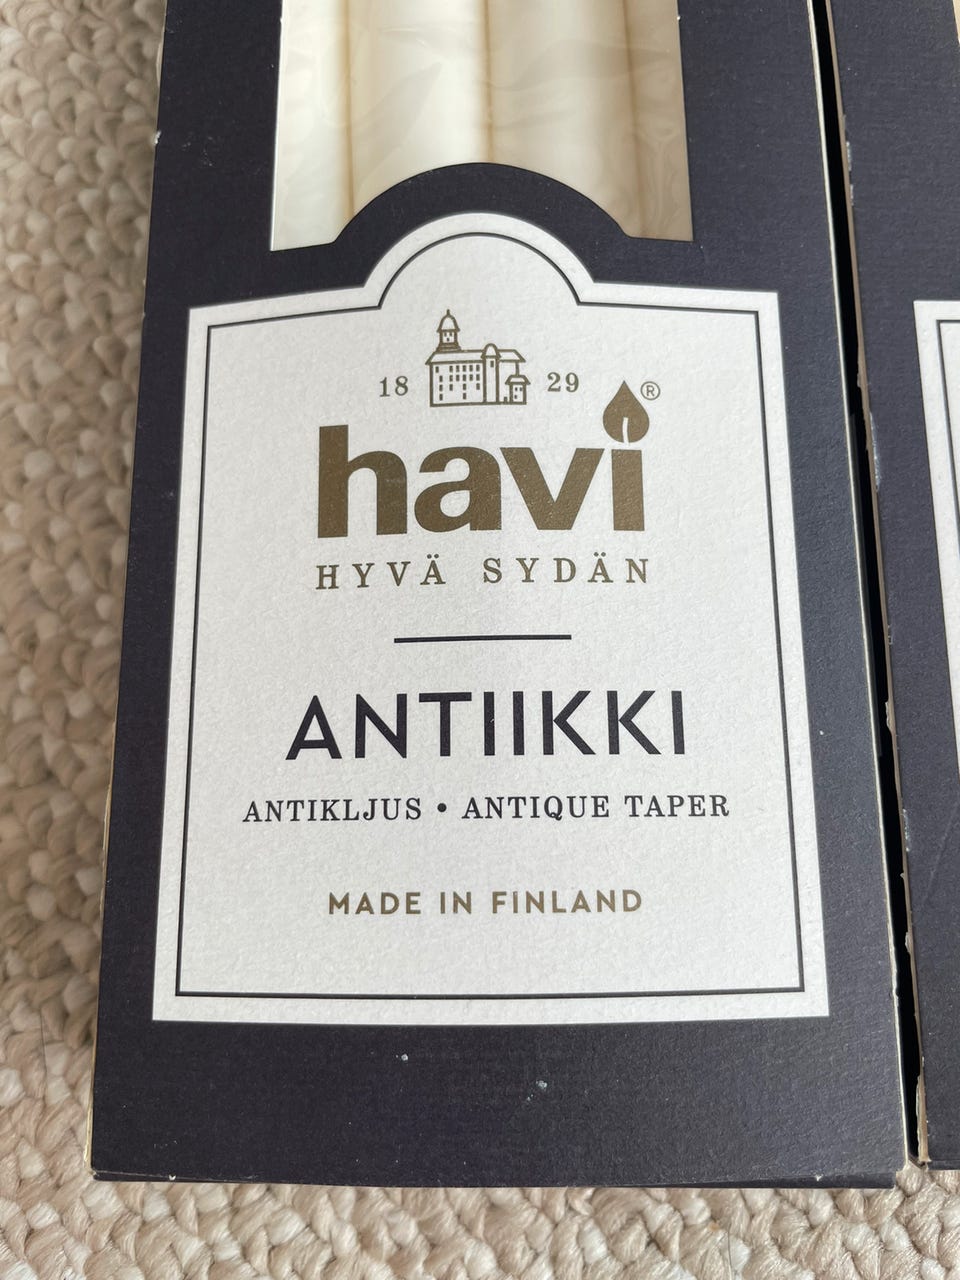 18 29
havi®
HYVÄ SYDÄN
ANTIIKKI
ANTIKLJUS • ANTIQUE TAPER
MADE IN FINLAND